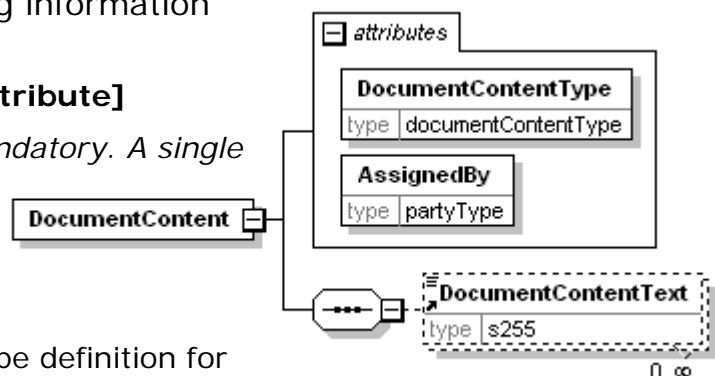 g information
attributes
tribute]
DocumentContentType
type documentContentType
ndatory. A single
AssignedBy
type partyType
DocumentContent
DocumentContentText
type s255
pe definition for
0..∞